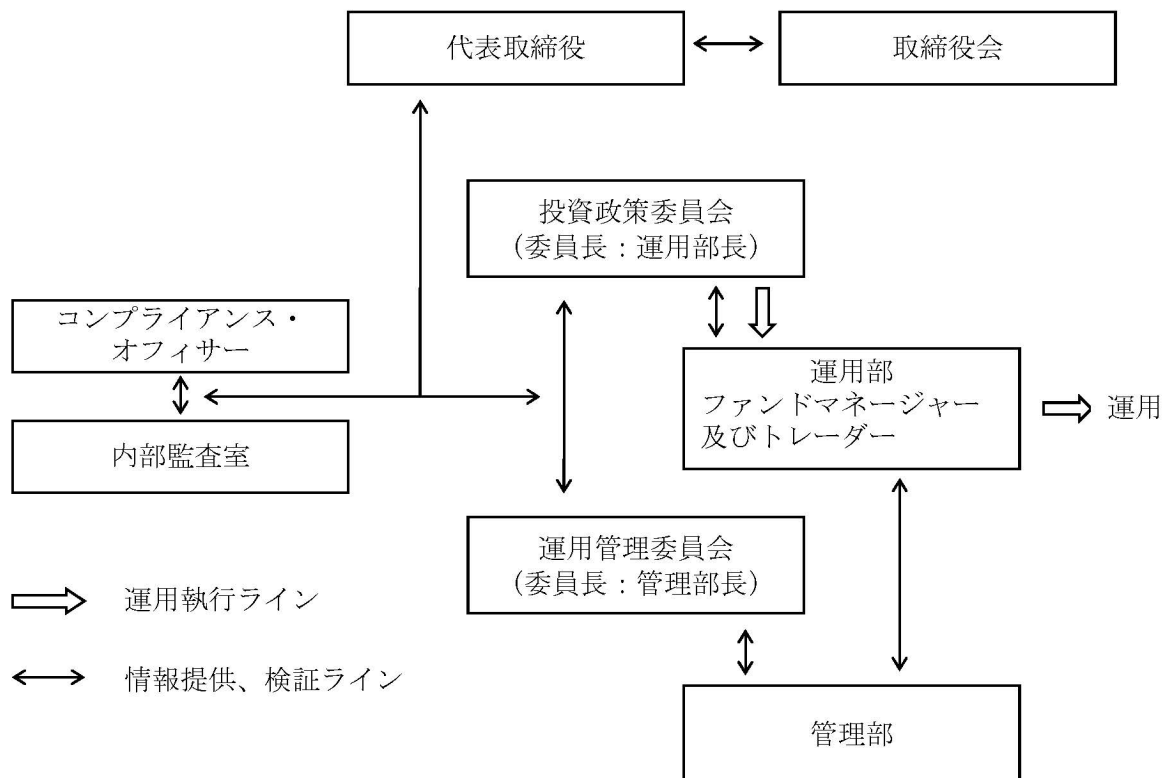 代表取締役
取締役会
投資政策委員会
（委員長：運用部長）
コンプライアンス・
オフィサー
運用部
ファンドマネージャー
及びトレーダー
運用
内部監査室
運用管理委員会
（委員長：管理部長）
運用執行ライン
情報提供、検証ライン
管理部